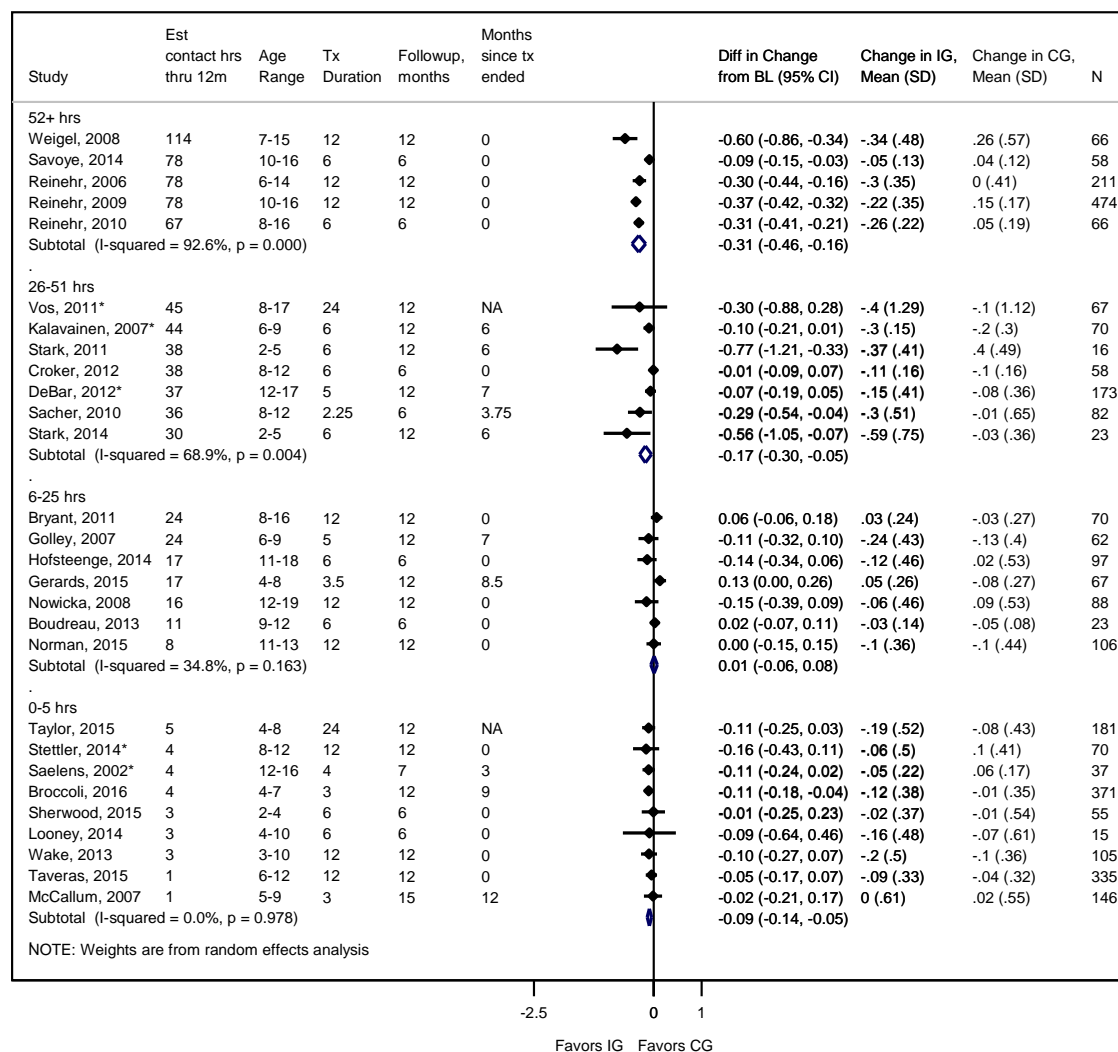 Est Months
contact hrs Age Tx Followup, since tx Diff in Change Change in IG, Change in CG,
Study thru 12m Range Duration months ended from BL (95% CI) Mean (SD) Mean (SD) N
52+ hrs
Weigel, 2008 114 7-15 12 12 0 -0.60 (-0.86, -0.34) -.34 (.48) .26 (.57) 66
Savoye, 2014 78 10-16 6 6 0 -0.09 (-0.15, -0.03) -.05 (.13) .04 (.12) 58
Reinehr, 2006 78 6-14 12 12 0 -0.30 (-0.44, -0.16) -.3 (.35) 0 (.41) 211
Reinehr, 2009 78 10-16 12 12 0 -0.37 (-0.42, -0.32) -.22 (.35) .15 (.17) 474
Reinehr, 2010 67 8-16 6 6 0 -0.31 (-0.41, -0.21) -.26 (.22) .05 (.19) 66
Subtotal (I-squared = 92.6%, p = 0.000) -0.31 (-0.46, -0.16)
.
26-51 hrs
Vos, 2011* 45 8-17 24 12 NA -0.30 (-0.88, 0.28) -.4 (1.29) -.1 (1.12) 67
Kalavainen, 2007* 44 6-9 6 12 6 -0.10 (-0.21, 0.01) -.3 (.15) -.2 (.3) 70
Stark, 2011 38 2-5 6 12 6 -0.77 (-1.21, -0.33) -.37 (.41) .4 (.49) 16
Croker, 2012 38 8-12 6 6 0 -0.01 (-0.09, 0.07) -.11 (.16) -.1 (.16) 58
DeBar, 2012* 37 12-17 5 12 7 -0.07 (-0.19, 0.05) -.15 (.41) -.08 (.36) 173
Sacher, 2010 36 8-12 2.25 6 3.75 -0.29 (-0.54, -0.04) -.3 (.51) -.01 (.65) 82
Stark, 2014 30 2-5 6 12 6 -0.56 (-1.05, -0.07) -.59 (.75) -.03 (.36) 23
Subtotal (I-squared = 68.9%, p = 0.004) -0.17 (-0.30, -0.05)
.
6-25 hrs
Bryant, 2011 24 8-16 12 12 0 0.06 (-0.06, 0.18) .03 (.24) -.03 (.27) 70
Golley, 2007 24 6-9 5 12 7 -0.11 (-0.32, 0.10) -.24 (.43) -.13 (.4) 62
Hofsteenge, 2014 17 11-18 6 6 0 -0.14 (-0.34, 0.06) -.12 (.46) .02 (.53) 97
Gerards, 2015 17 4-8 3.5 12 8.5 0.13 (0.00, 0.26) .05 (.26) -.08 (.27) 67
Nowicka, 2008 16 12-19 12 12 0 -0.15 (-0.39, 0.09) -.06 (.46) .09 (.53) 88
Boudreau, 2013 11 9-12 6 6 0 0.02 (-0.07, 0.11) -.03 (.14) -.05 (.08) 23
Norman, 2015 8 11-13 12 12 0 0.00 (-0.15, 0.15) -.1 (.36) -.1 (.44) 106
Subtotal (I-squared = 34.8%, p = 0.163) 0.01 (-0.06, 0.08)
.
0-5 hrs
Taylor, 2015 5 4-8 24 12 NA -0.11 (-0.25, 0.03) -.19 (.52) -.08 (.43) 181
Stettler, 2014* 4 8-12 12 12 0 -0.16 (-0.43, 0.11) -.06 (.5) .1 (.41) 70
Saelens, 2002* 4 12-16 4 7 3 -0.11 (-0.24, 0.02) -.05 (.22) .06 (.17) 37
Broccoli, 2016 4 4-7 3 12 9 -0.11 (-0.18, -0.04) -.12 (.38) -.01 (.35) 371
Sherwood, 2015 3 2-4 6 6 0 -0.01 (-0.25, 0.23) -.02 (.37) -.01 (.54) 55
Looney, 2014 3 4-10 6 6 0 -0.09 (-0.64, 0.46) -.16 (.48) -.07 (.61) 15
Wake, 2013 3 3-10 12 12 0 -0.10 (-0.27, 0.07) -.2 (.5) -.1 (.36) 105
Taveras, 2015 1 6-12 12 12 0 -0.05 (-0.17, 0.07) -.09 (.33) -.04 (.32) 335
McCallum, 2007 1 5-9 3 15 12 -0.02 (-0.21, 0.17) 0 (.61) .02 (.55) 146
Subtotal (I-squared = 0.0%, p = 0.978) -0.09 (-0.14, -0.05)
NOTE: Weights are from random effects analysis
-2.5 0 1
Favors IG Favors CG